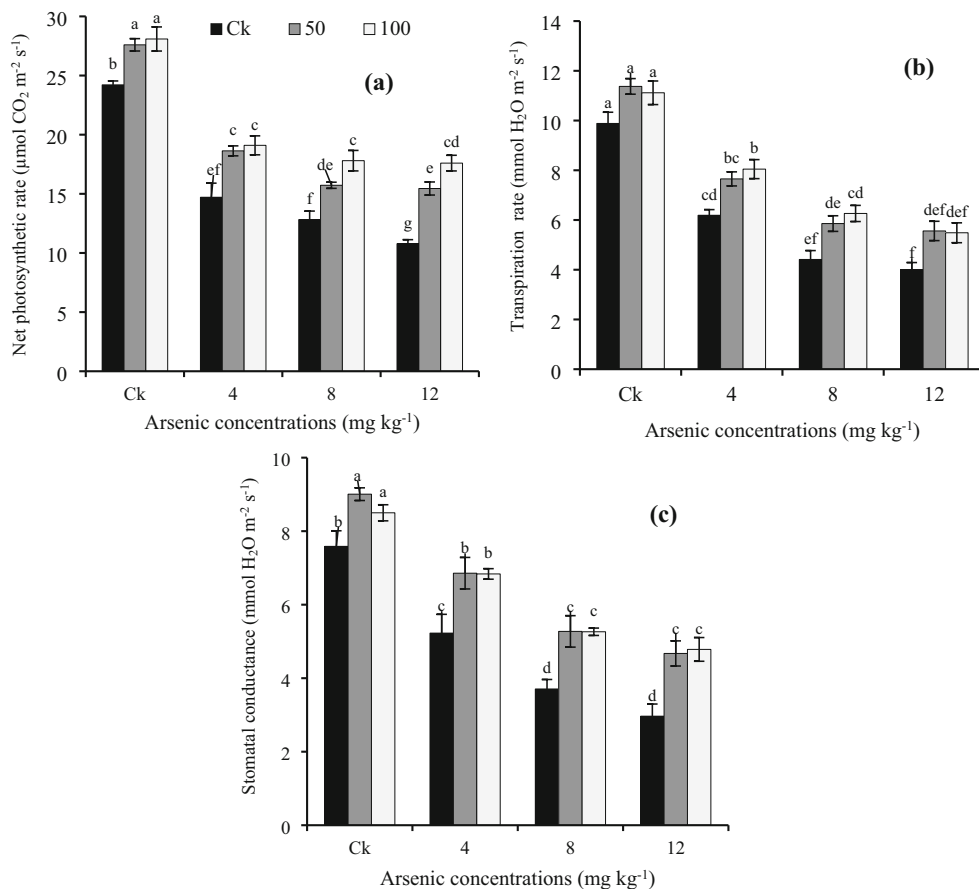 Net photosynthetic rate (µmol CO₂ m⁻² s⁻¹)
30
25
20
15
10
5
0
Ck 50 100
(a)
b a a
ef c c
f de c
g e cd
Ck 4 8 12
Arsenic concentrations (mg kg⁻¹)
Transpiration rate (mmol H₂O m⁻² s⁻¹)
14
12
10
8
6
4
2
0
(b)
a a a
cd bc b
ef de cd
f def def
Ck 4 8 12
Arsenic concentrations (mg kg⁻¹)
Stomatal conductance (mmol H₂O m⁻² s⁻¹)
10
8
6
4
2
0
(c)
b a a
c b b
d c c
d c c
Ck 4 8 12
Arsenic concentrations (mg kg⁻¹)